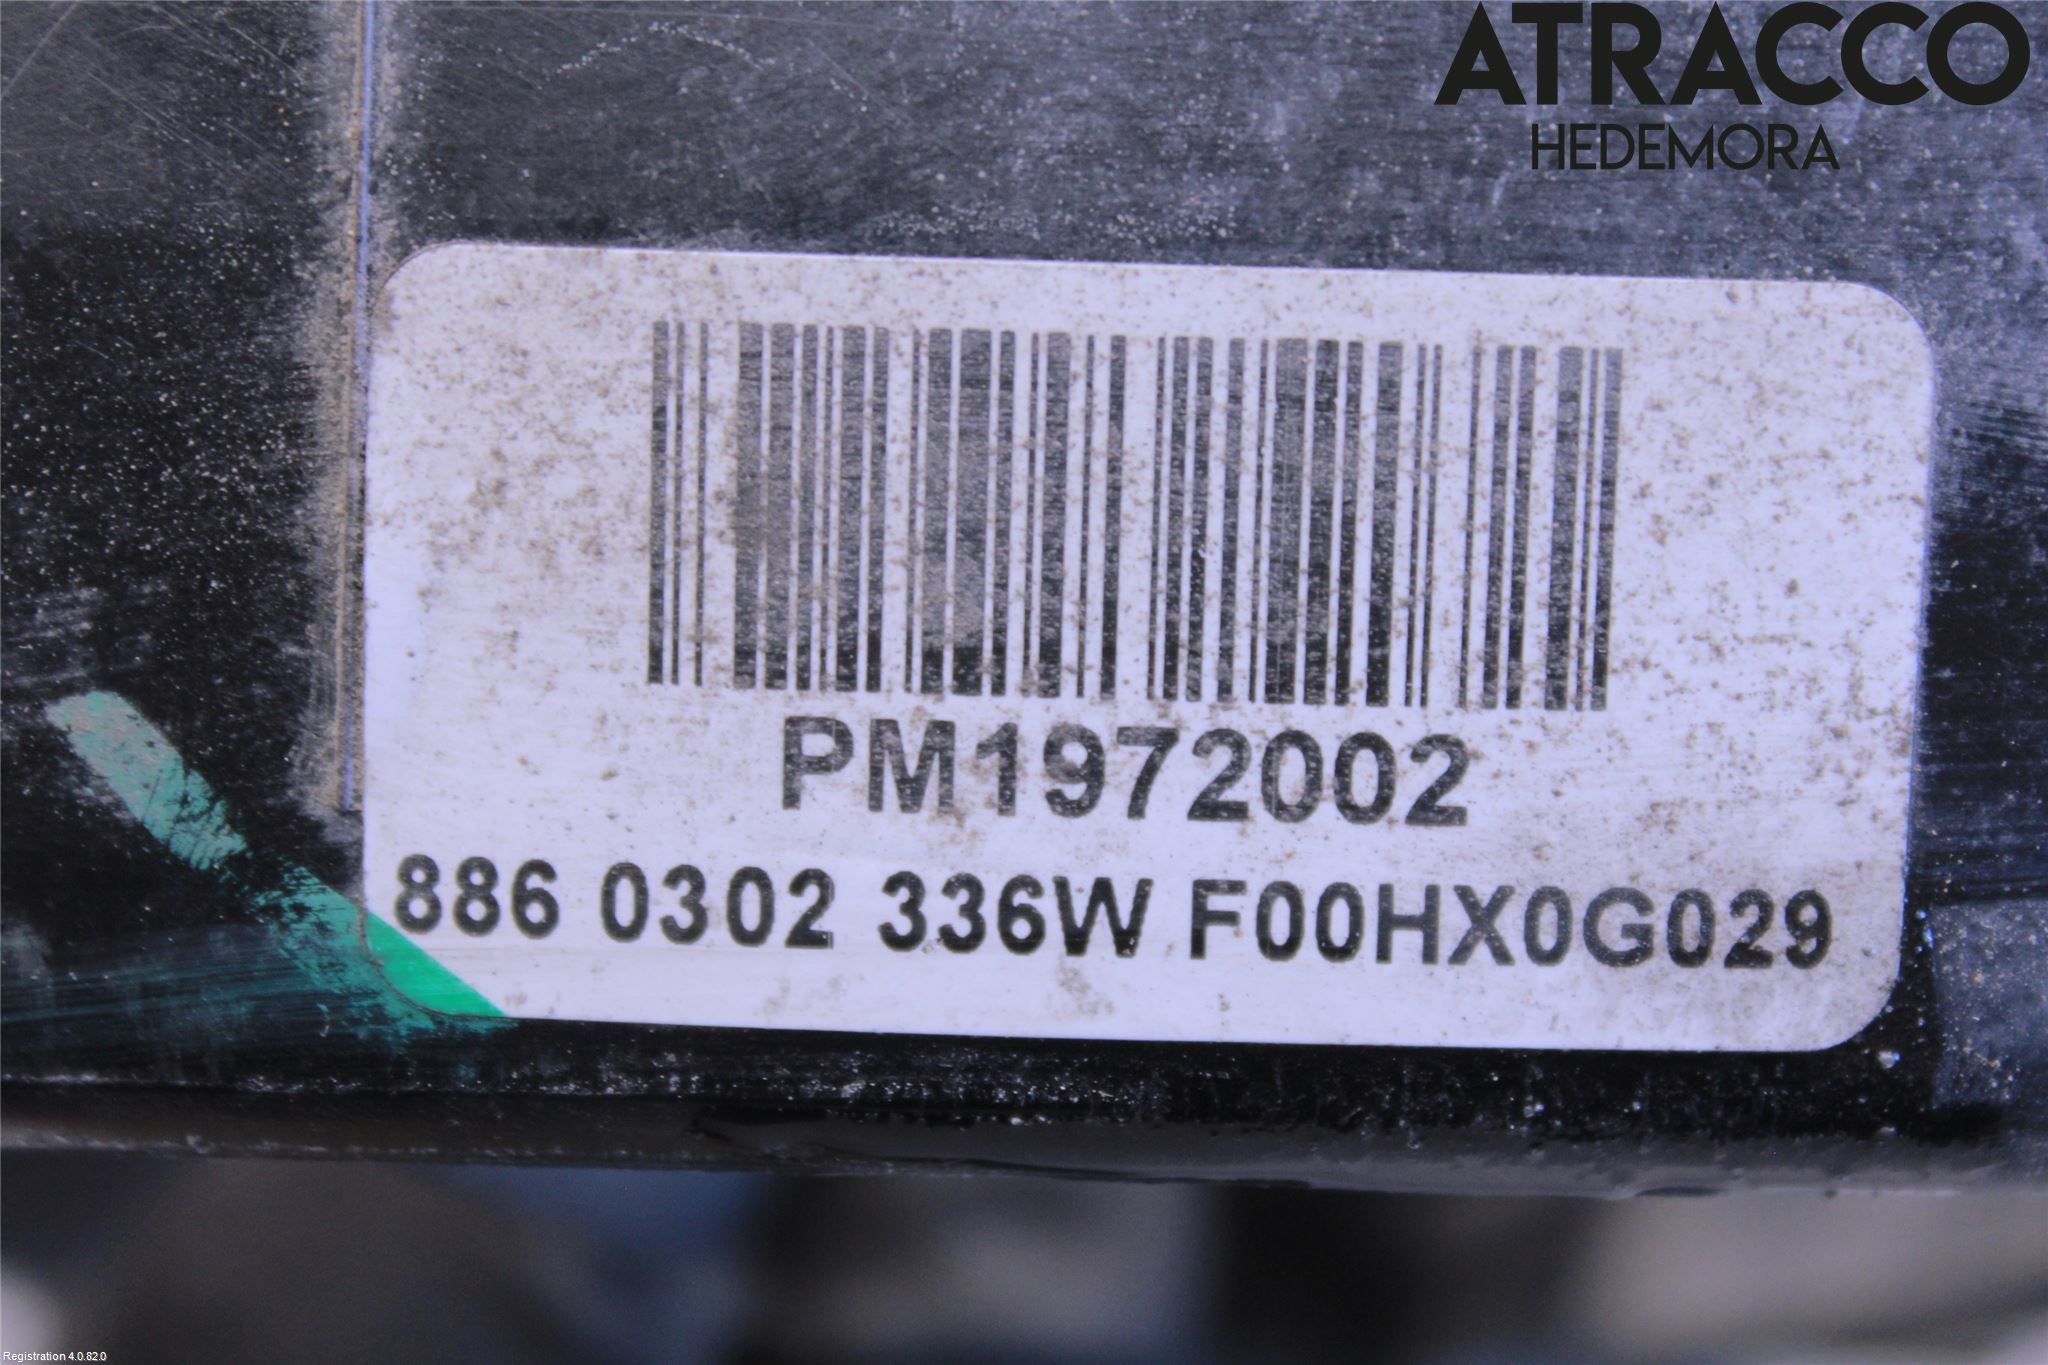 ATRACCO
HEDEMORA
PM1972002
886 0302 336W F00HX0G029
Registration 4.0.82.0